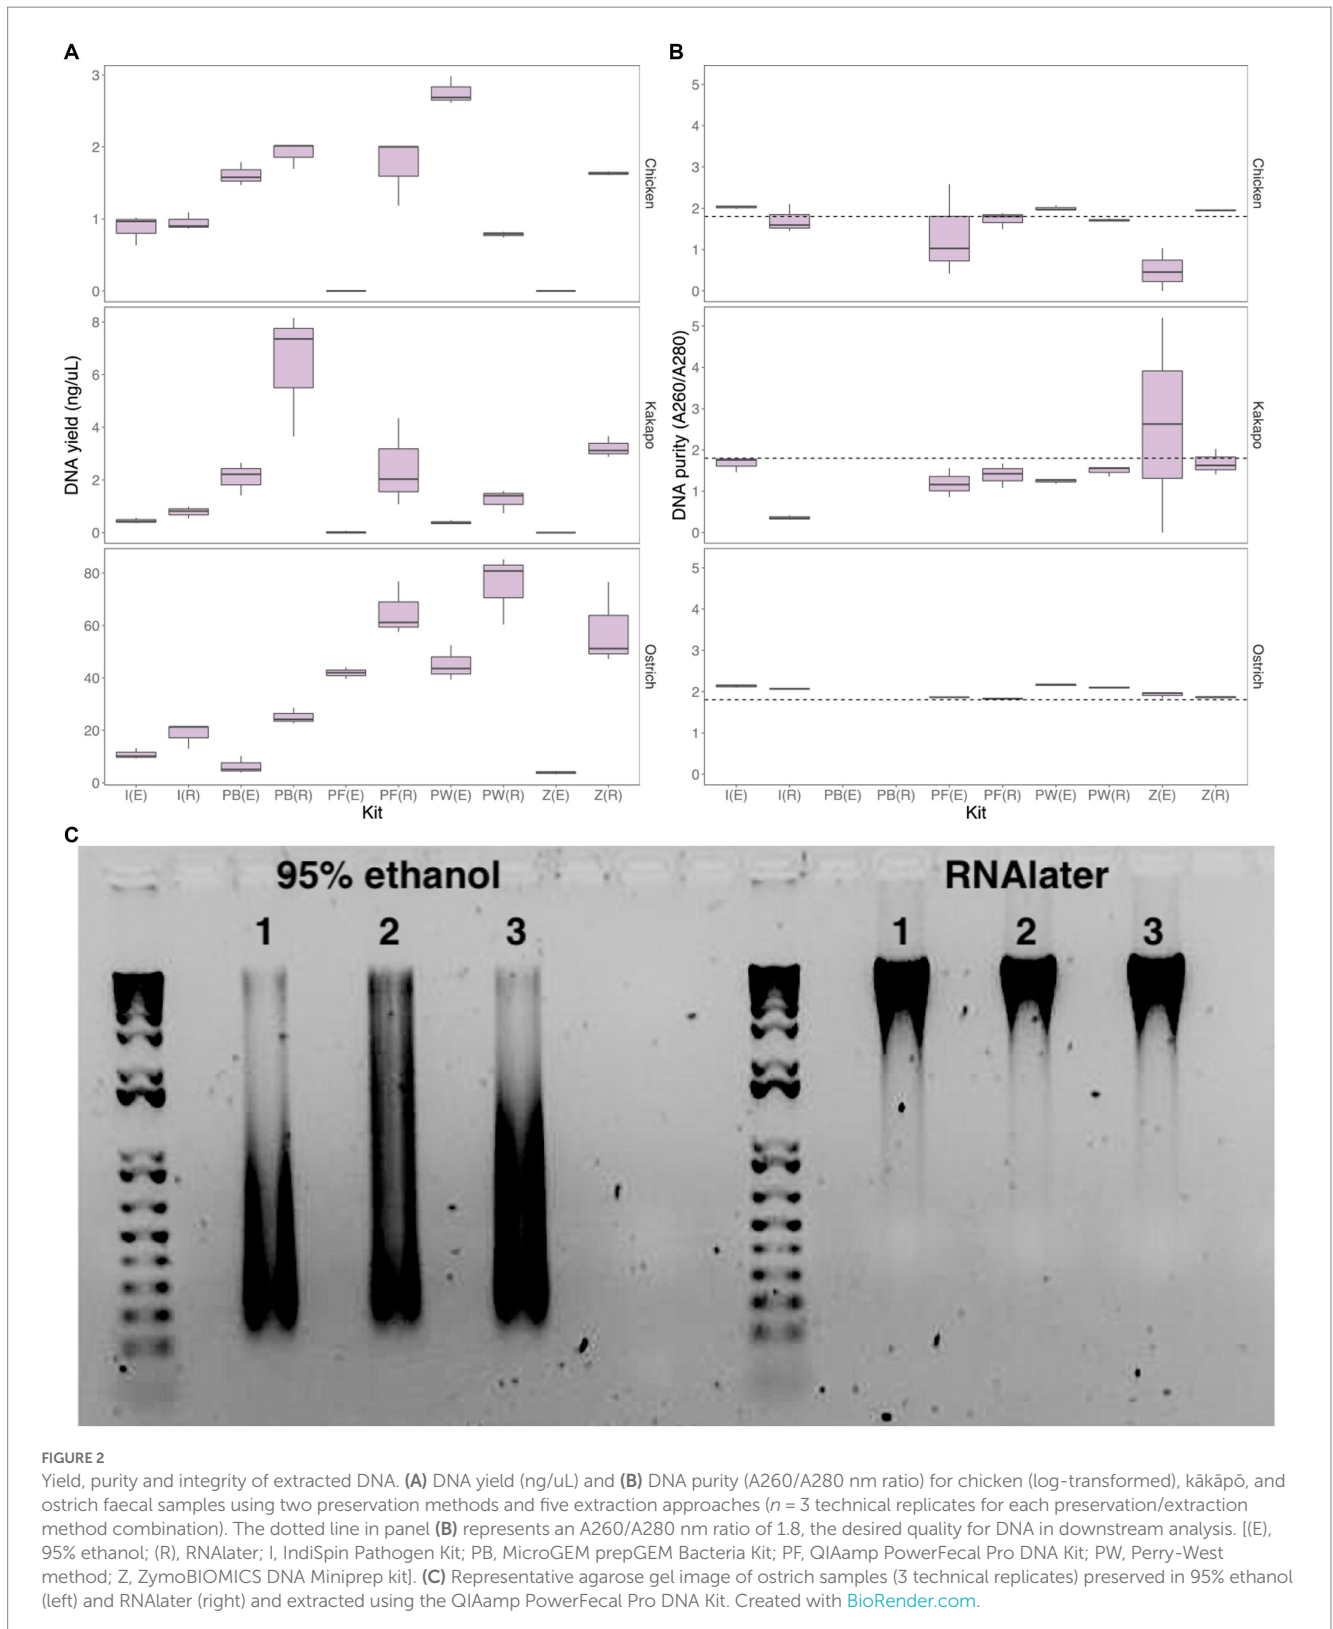 A
B
3
2
1
0
Chicken
8
6
4
2
0
Kakapo
80
60
40
20
0
Ostrich
DNA yield (ng/uL)
I(E) I(R) PB(E) PB(R) PF(E) PF(R) PW(E) PW(R) Z(E) Z(R)
Kit
5
4
3
2
1
0
Chicken
5
4
3
2
1
0
Kakapo
5
4
3
2
1
0
Ostrich
DNA purity (A260/A280)
I(E) I(R) PB(E) PB(R) PF(E) PF(R) PW(E) PW(R) Z(E) Z(R)
Kit
C
95% ethanol RNAlater
1 2 3 1 2 3
FIGURE 2
Yield, purity and integrity of extracted DNA. (A) DNA yield (ng/uL) and (B) DNA purity (A260/A280 nm ratio) for chicken (log-transformed), kākāpō, and
ostrich faecal samples using two preservation methods and five extraction approaches (n = 3 technical replicates for each preservation/extraction
method combination). The dotted line in panel (B) represents an A260/A280 nm ratio of 1.8, the desired quality for DNA in downstream analysis. [(E),
95% ethanol; (R), RNAlater; I, IndiSpin Pathogen Kit; PB, MicroGEM prepGEM Bacteria Kit; PF, QIAamp PowerFecal Pro DNA Kit; PW, Perry-West
method; Z, ZymoBIOMICS DNA Miniprep kit]. (C) Representative agarose gel image of ostrich samples (3 technical replicates) preserved in 95% ethanol
(left) and RNAlater (right) and extracted using the QIAamp PowerFecal Pro DNA Kit. Created with BioRender.com.